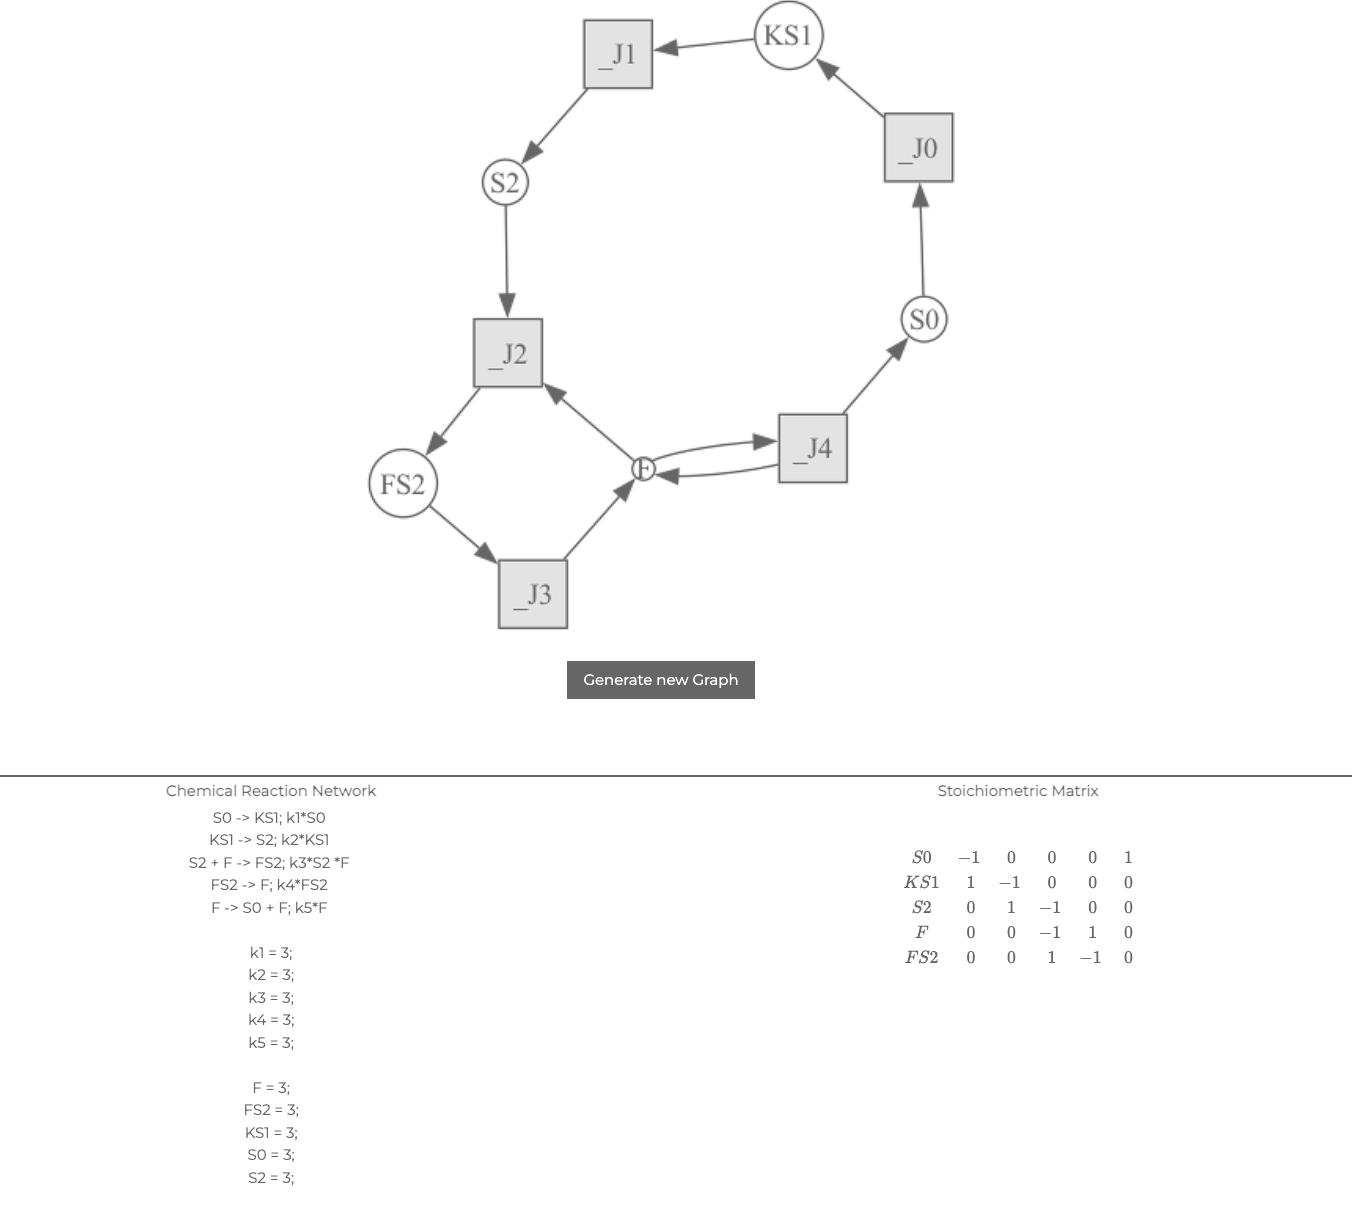 KS1
_J1
_J0
S2
S0
_J2
_J4
F
FS2
_J3
Generate new Graph
Chemical Reaction Network
S0 -> KS1; k1*S0
KS1 -> S2; k2*KS1
S2 + F -> FS2; k3*S2 *F
FS2 -> F; k4*FS2
F -> S0 + F; k5*F
k1 = 3;
k2 = 3;
k3 = 3;
k4 = 3;
k5 = 3;
F = 3;
FS2 = 3;
KS1 = 3;
S0 = 3;
S2 = 3;
Stoichiometric Matrix
S0 −1 0 0 0 1
KS1 1 −1 0 0 0
S2 0 1 −1 0 0
F 0 0 −1 1 0
FS2 0 0 1 −1 0